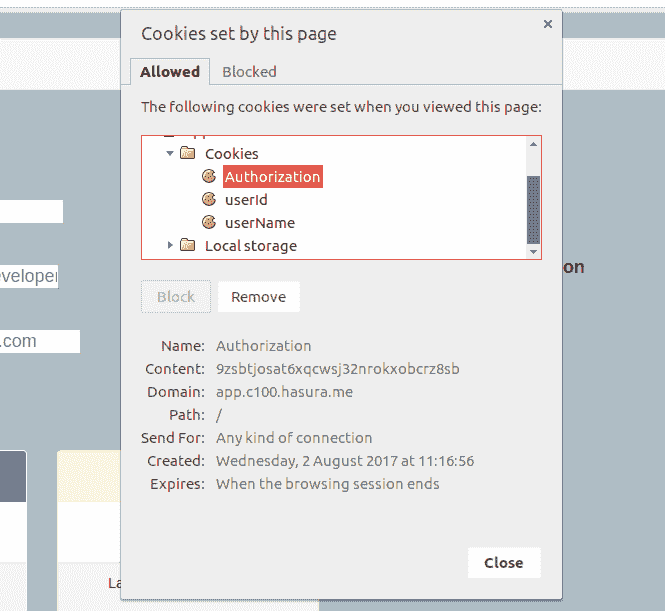 Cookies set by this page
Allowed Blocked
The following cookies were set when you viewed this page:
Cookies
Authorization
userId
userName
Local storage
Block Remove
Name: Authorization
Content: 9zsbtjosat6xqcwsj32nrokxobcrz8sb
Domain: app.c100.hasura.me
Path: /
Send For: Any kind of connection
Created: Wednesday, 2 August 2017 at 11:16:56
Expires: When the browsing session ends
Close
.com
on